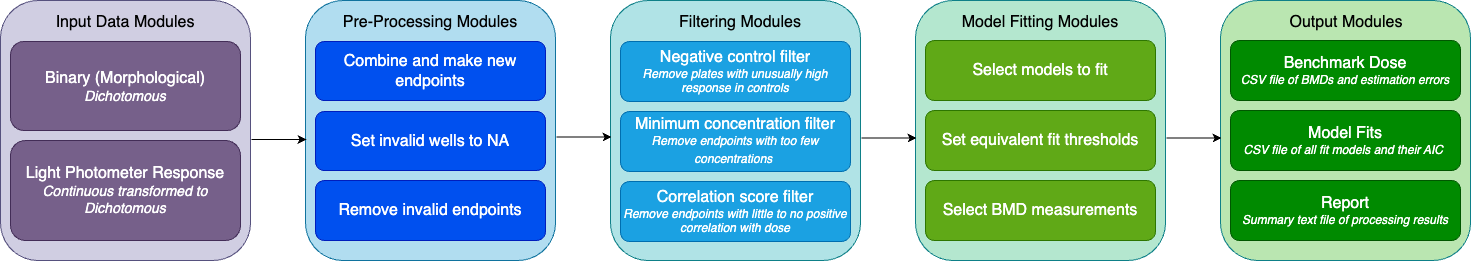 Input Data Modules
Binary (Morphological)
Dichotomous
Light Photometer Response
Continuous transformed to
Dichotomous
Pre-Processing Modules
Combine and make new
endpoints
Set invalid wells to NA
Remove invalid endpoints
Filtering Modules
Negative control filter
Remove plates with unusually high
response in controls
Minimum concentration filter
Remove endpoints with too few
concentrations
Correlation score filter
Remove endpoints with little to no positive
correlation with dose
Model Fitting Modules
Select models to fit
Set equivalent fit thresholds
Select BMD measurements
Output Modules
Benchmark Dose
CSV file of BMDs and estimation errors
Model Fits
CSV file of all fit models and their AIC
Report
Summary text file of processing results